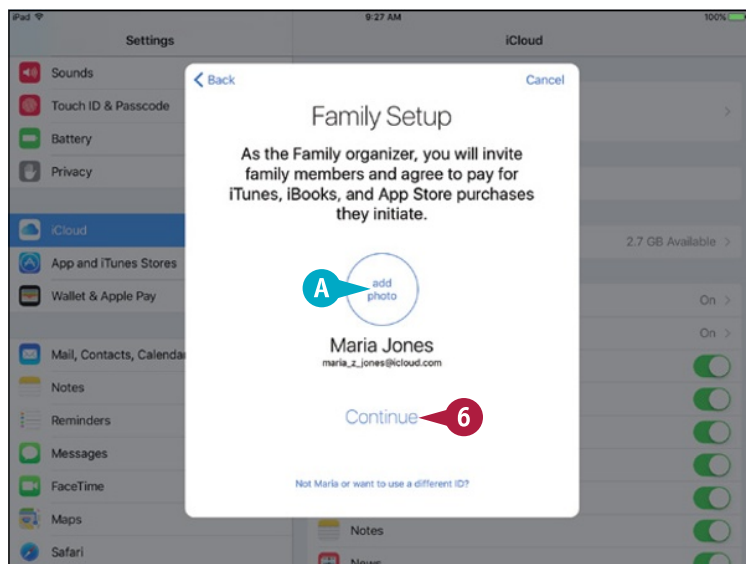 iPad 9:27 AM 100%
Settings
iCloud
Sounds
Touch ID & Passcode
Battery
Privacy
iCloud
App and iTunes Stores
Wallet & Apple Pay
Mail, Contacts, Calenda
Notes
Reminders
Messages
FaceTime
Maps
Safari
Back
Cancel
Family Setup
As the Family organizer, you will invite
family members and agree to pay for
iTunes, iBooks, and App Store purchases
they initiate.
A
add
photo
Maria Jones
maria_z_jones@icloud.com
Continue
6
Not Maria or want to use a different ID?
2.7 GB Available
On
On
Notes
News